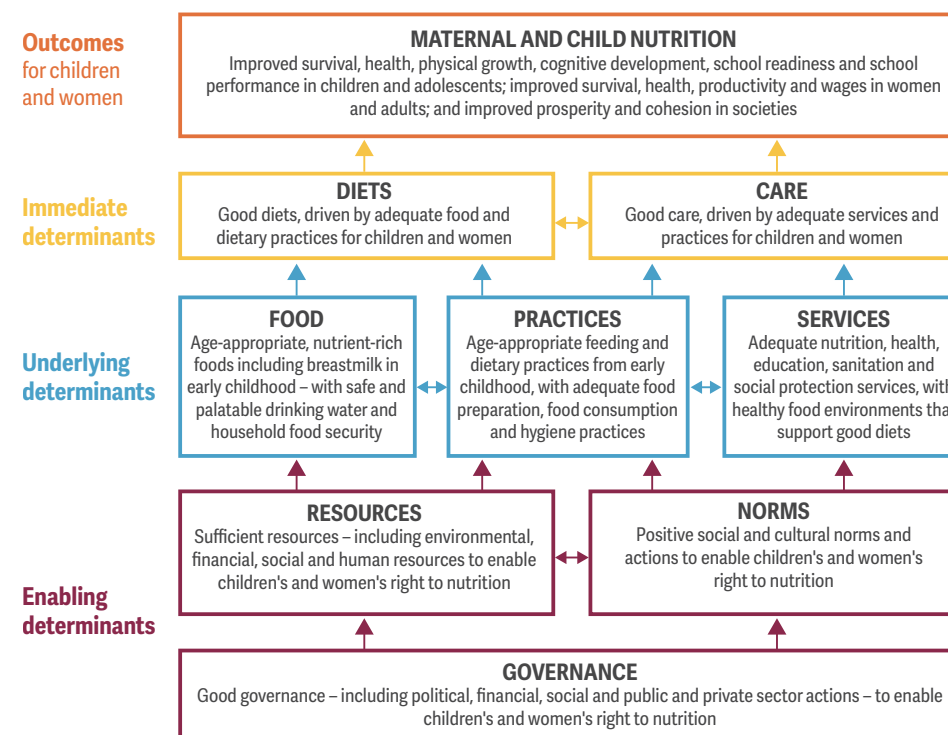 Outcomes
for children
and women
MATERNAL AND CHILD NUTRITION
Improved survival, health, physical growth, cognitive development, school readiness and school
performance in children and adolescents; improved survival, health, productivity and wages in women
and adults; and improved prosperity and cohesion in societies
Immediate
determinants
DIETS
Good diets, driven by adequate food and
dietary practices for children and women
CARE
Good care, driven by adequate services and
practices for children and women
Underlying
determinants
FOOD
Age-appropriate, nutrient-rich
foods including breastmilk in
early childhood – with safe and
palatable drinking water and
household food security
PRACTICES
Age-appropriate feeding and
dietary practices from early
childhood, with adequate food
preparation, food consumption
and hygiene practices
SERVICES
Adequate nutrition, health,
education, sanitation and
social protection services,
healthy food environments
support good diets
Enabling
determinants
RESOURCES
Sufficient resources – including environmental,
financial, social and human resources to enable
children's and women's right to nutrition
NORMS
Positive social and cultural norms and
actions to enable children's and women's
right to nutrition
GOVERNANCE
Good governance – including political, financial, social and public and private sector actions – to enable
children's and women's right to nutrition